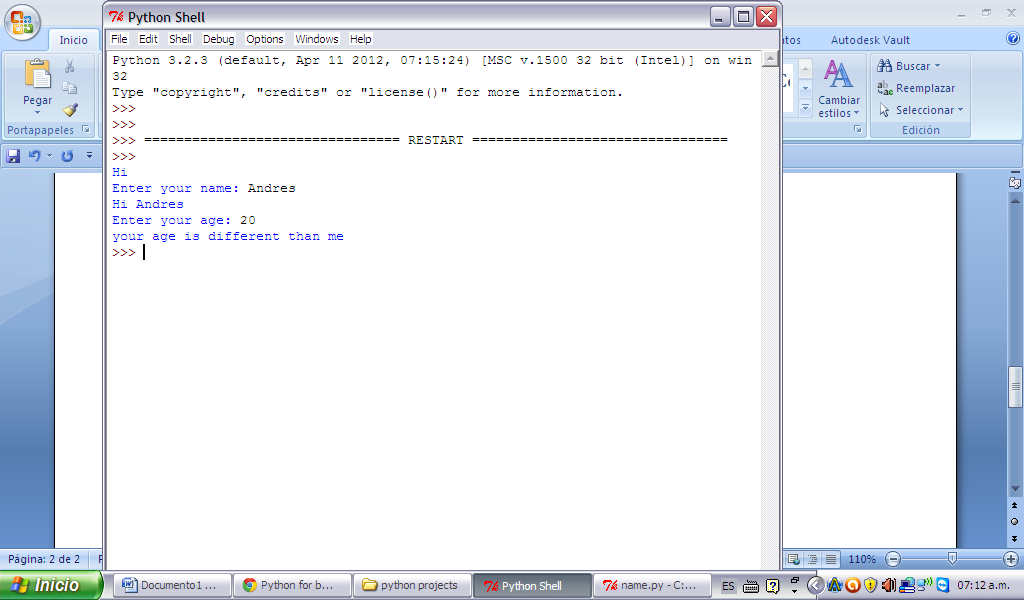 Python Shell
File Edit Shell Debug Options Windows Help
Python 3.2.3 (default, Apr 11 2012, 07:15:24) [MSC v.1500 32 bit (Intel)] on win
32
Type "copyright", "credits" or "license()" for more information.
>>>
>>>
>>> ================================ RESTART ================================
>>>
Hi
Enter your name: Andres
Hi Andres
Enter your age: 20
your age is different than me
>>>
Inicio
Pegar
Portapapeles
Autodesk Vault
Cambiar
estilos
Buscar
Reemplazar
Seleccionar
Edición
Página: 2 de 2
110%
Inicio
Documento1 ...
Python for b...
python projects
Python Shell
name.py - C:...
ES
07:12 a.m.